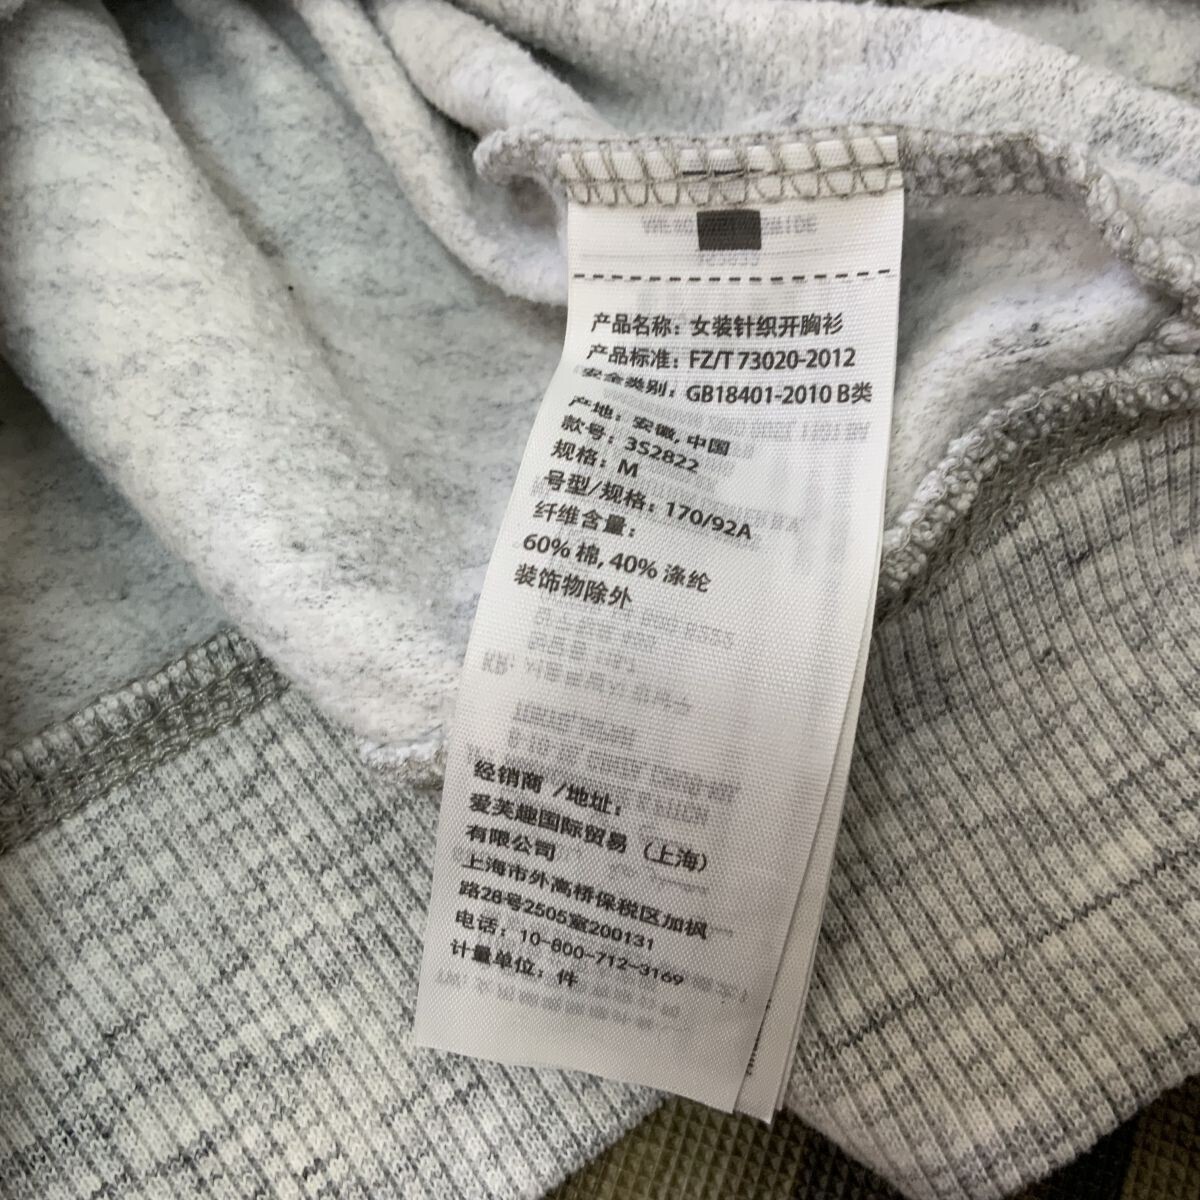 产品名称：女装针织开胸衫
产品标准：FZ/T 73020-2012
安全类别：GB18401-2010 B类
产地：安徽, 中国
款号：352822
规格：M
号型/规格：170/92A
纤维含量：
60% 棉, 40% 涤纶
装饰物除外
经销商 /地址：
爱芙趣国际贸易（上海）
有限公司
上海市外高桥保税区加枫
路28号2505室200131
电话：10-800-712-3169
计量单位：件